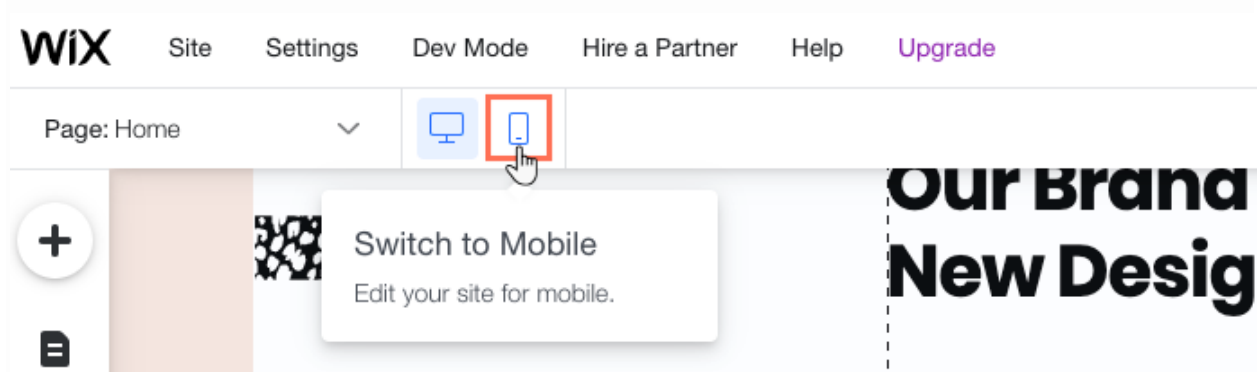 WiX Site Settings Dev Mode Hire a Partner Help Upgrade
Page: Home
Our Brand
Switch to Mobile
New Desig
Edit your site for mobile.